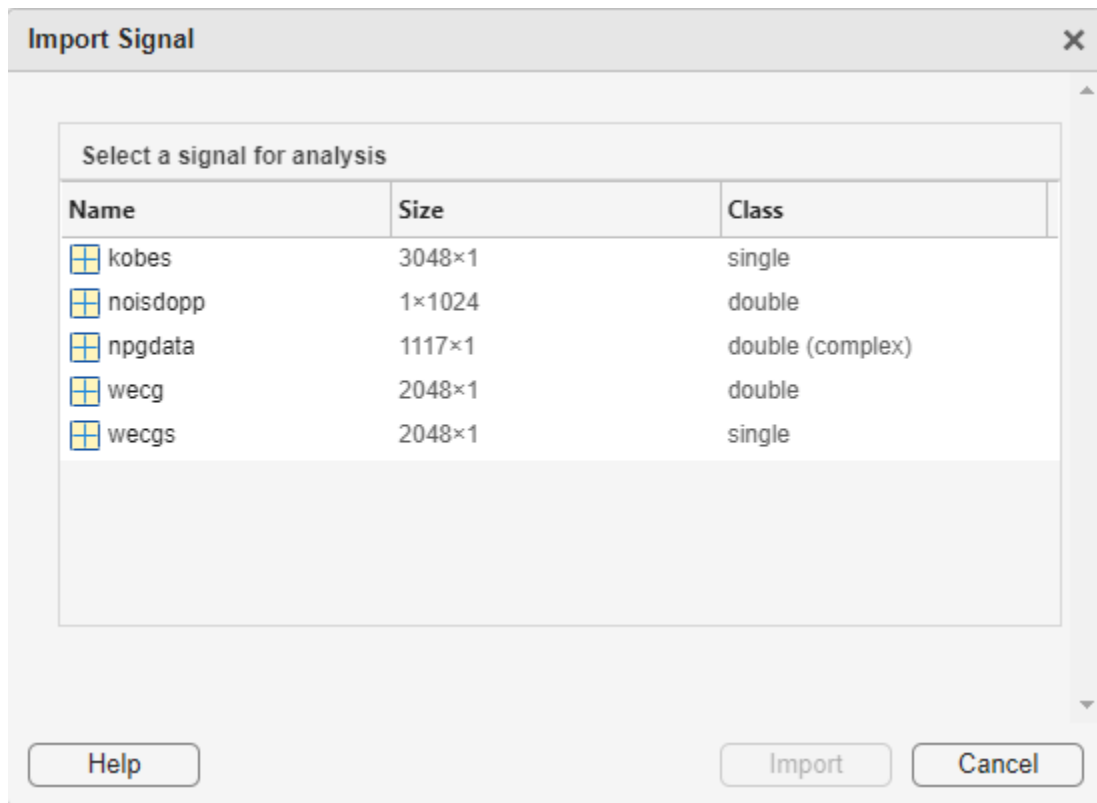 Import Signal
Select a signal for analysis
Name Size Class
kobes 3048×1 single
noisdopp 1×1024 double
npgdata 1117×1 double (complex)
wecg 2048×1 double
wecgs 2048×1 single
Help Import Cancel